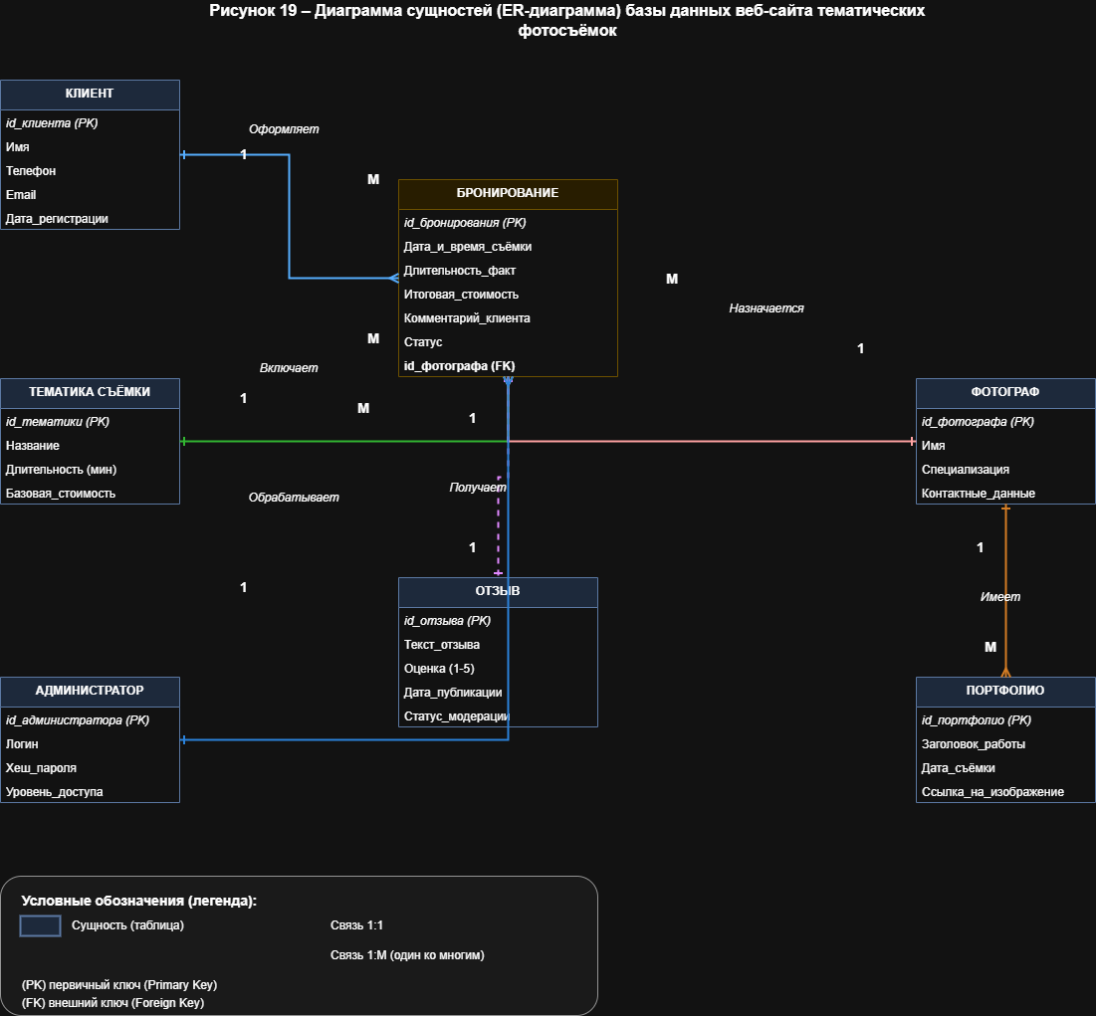 Рисунок 19 – Диаграмма сущностей (ER-диаграмма) базы данных веб-сайта тематических
фотосъёмок
КЛИЕНТ
id_клиента (PK)
Имя
Телефон
Email
Дата_регистрации
Оформляет
1
М
БРОНИРОВАНИЕ
id_бронирования (PK)
Дата_и_время_съёмки
Длительность_факт
Итоговая_стоимость
Комментарий_клиента
Статус
id_фотографа (FK)
М
Назначается
1
М
Включает
1
М
1
ТЕМАТИКА СЪЁМКИ
id_тематики (PK)
Название
Длительность (мин)
Базовая_стоимость
ФОТОГРАФ
id_фотографа (PK)
Имя
Специализация
Контактные_данные
Обрабатывает
Получает
1
1
1
Имеет
М
ОТЗЫВ
id_отзыва (PK)
Текст_отзыва
Оценка (1-5)
Дата_публикации
Статус_модерации
АДМИНИСТРАТОР
id_администратора (PK)
Логин
Хеш_пароля
Уровень_доступа
ПОРТФОЛИО
id_портфолио (PK)
Заголовок_работы
Дата_съёмки
Ссылка_на_изображение
Условные обозначения (легенда):
Сущность (таблица)
Связь 1:1
Связь 1:М (один ко многим)
(PK) первичный ключ (Primary Key)
(FK) внешний ключ (Foreign Key)